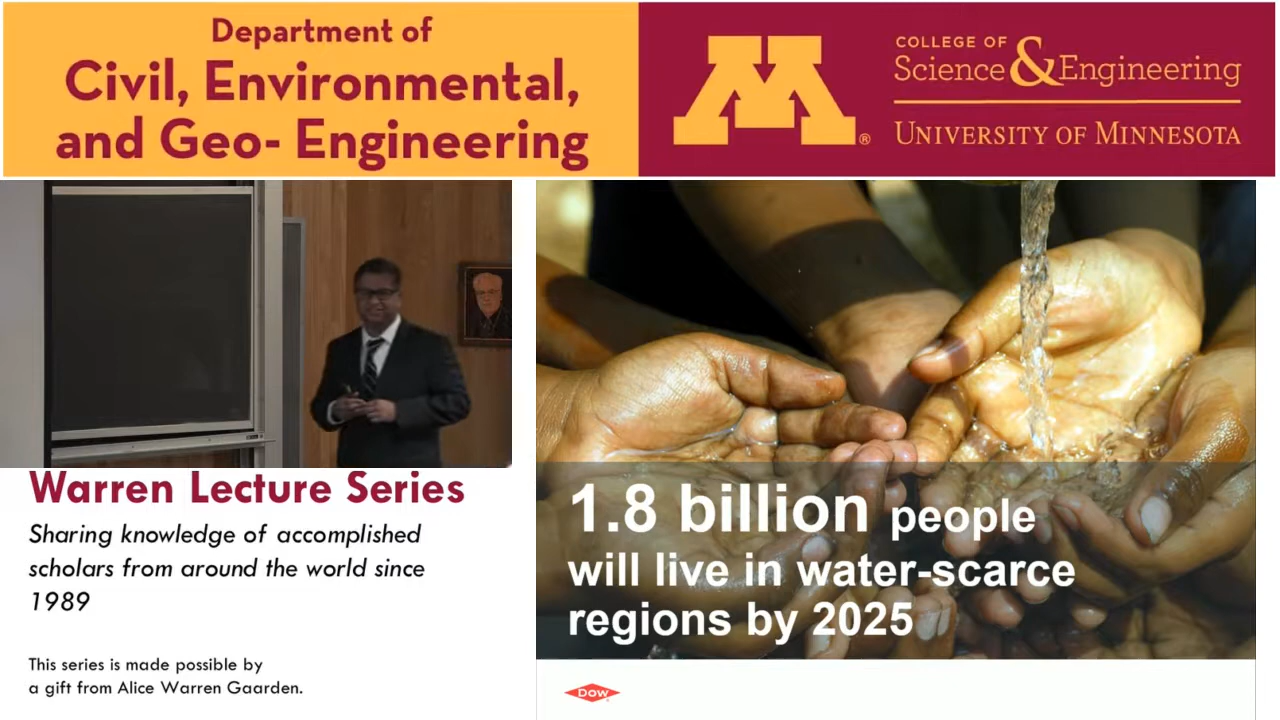 Department of
Civil, Environmental,
and Geo- Engineering
M®
COLLEGE OF
Science & Engineering
UNIVERSITY OF MINNESOTA
Warren Lecture Series
Sharing knowledge of accomplished
scholars from around the world since
1989
This series is made possible by
a gift from Alice Warren Gaarden.
1.8 billion people
will live in water-scarce
regions by 2025
Dow